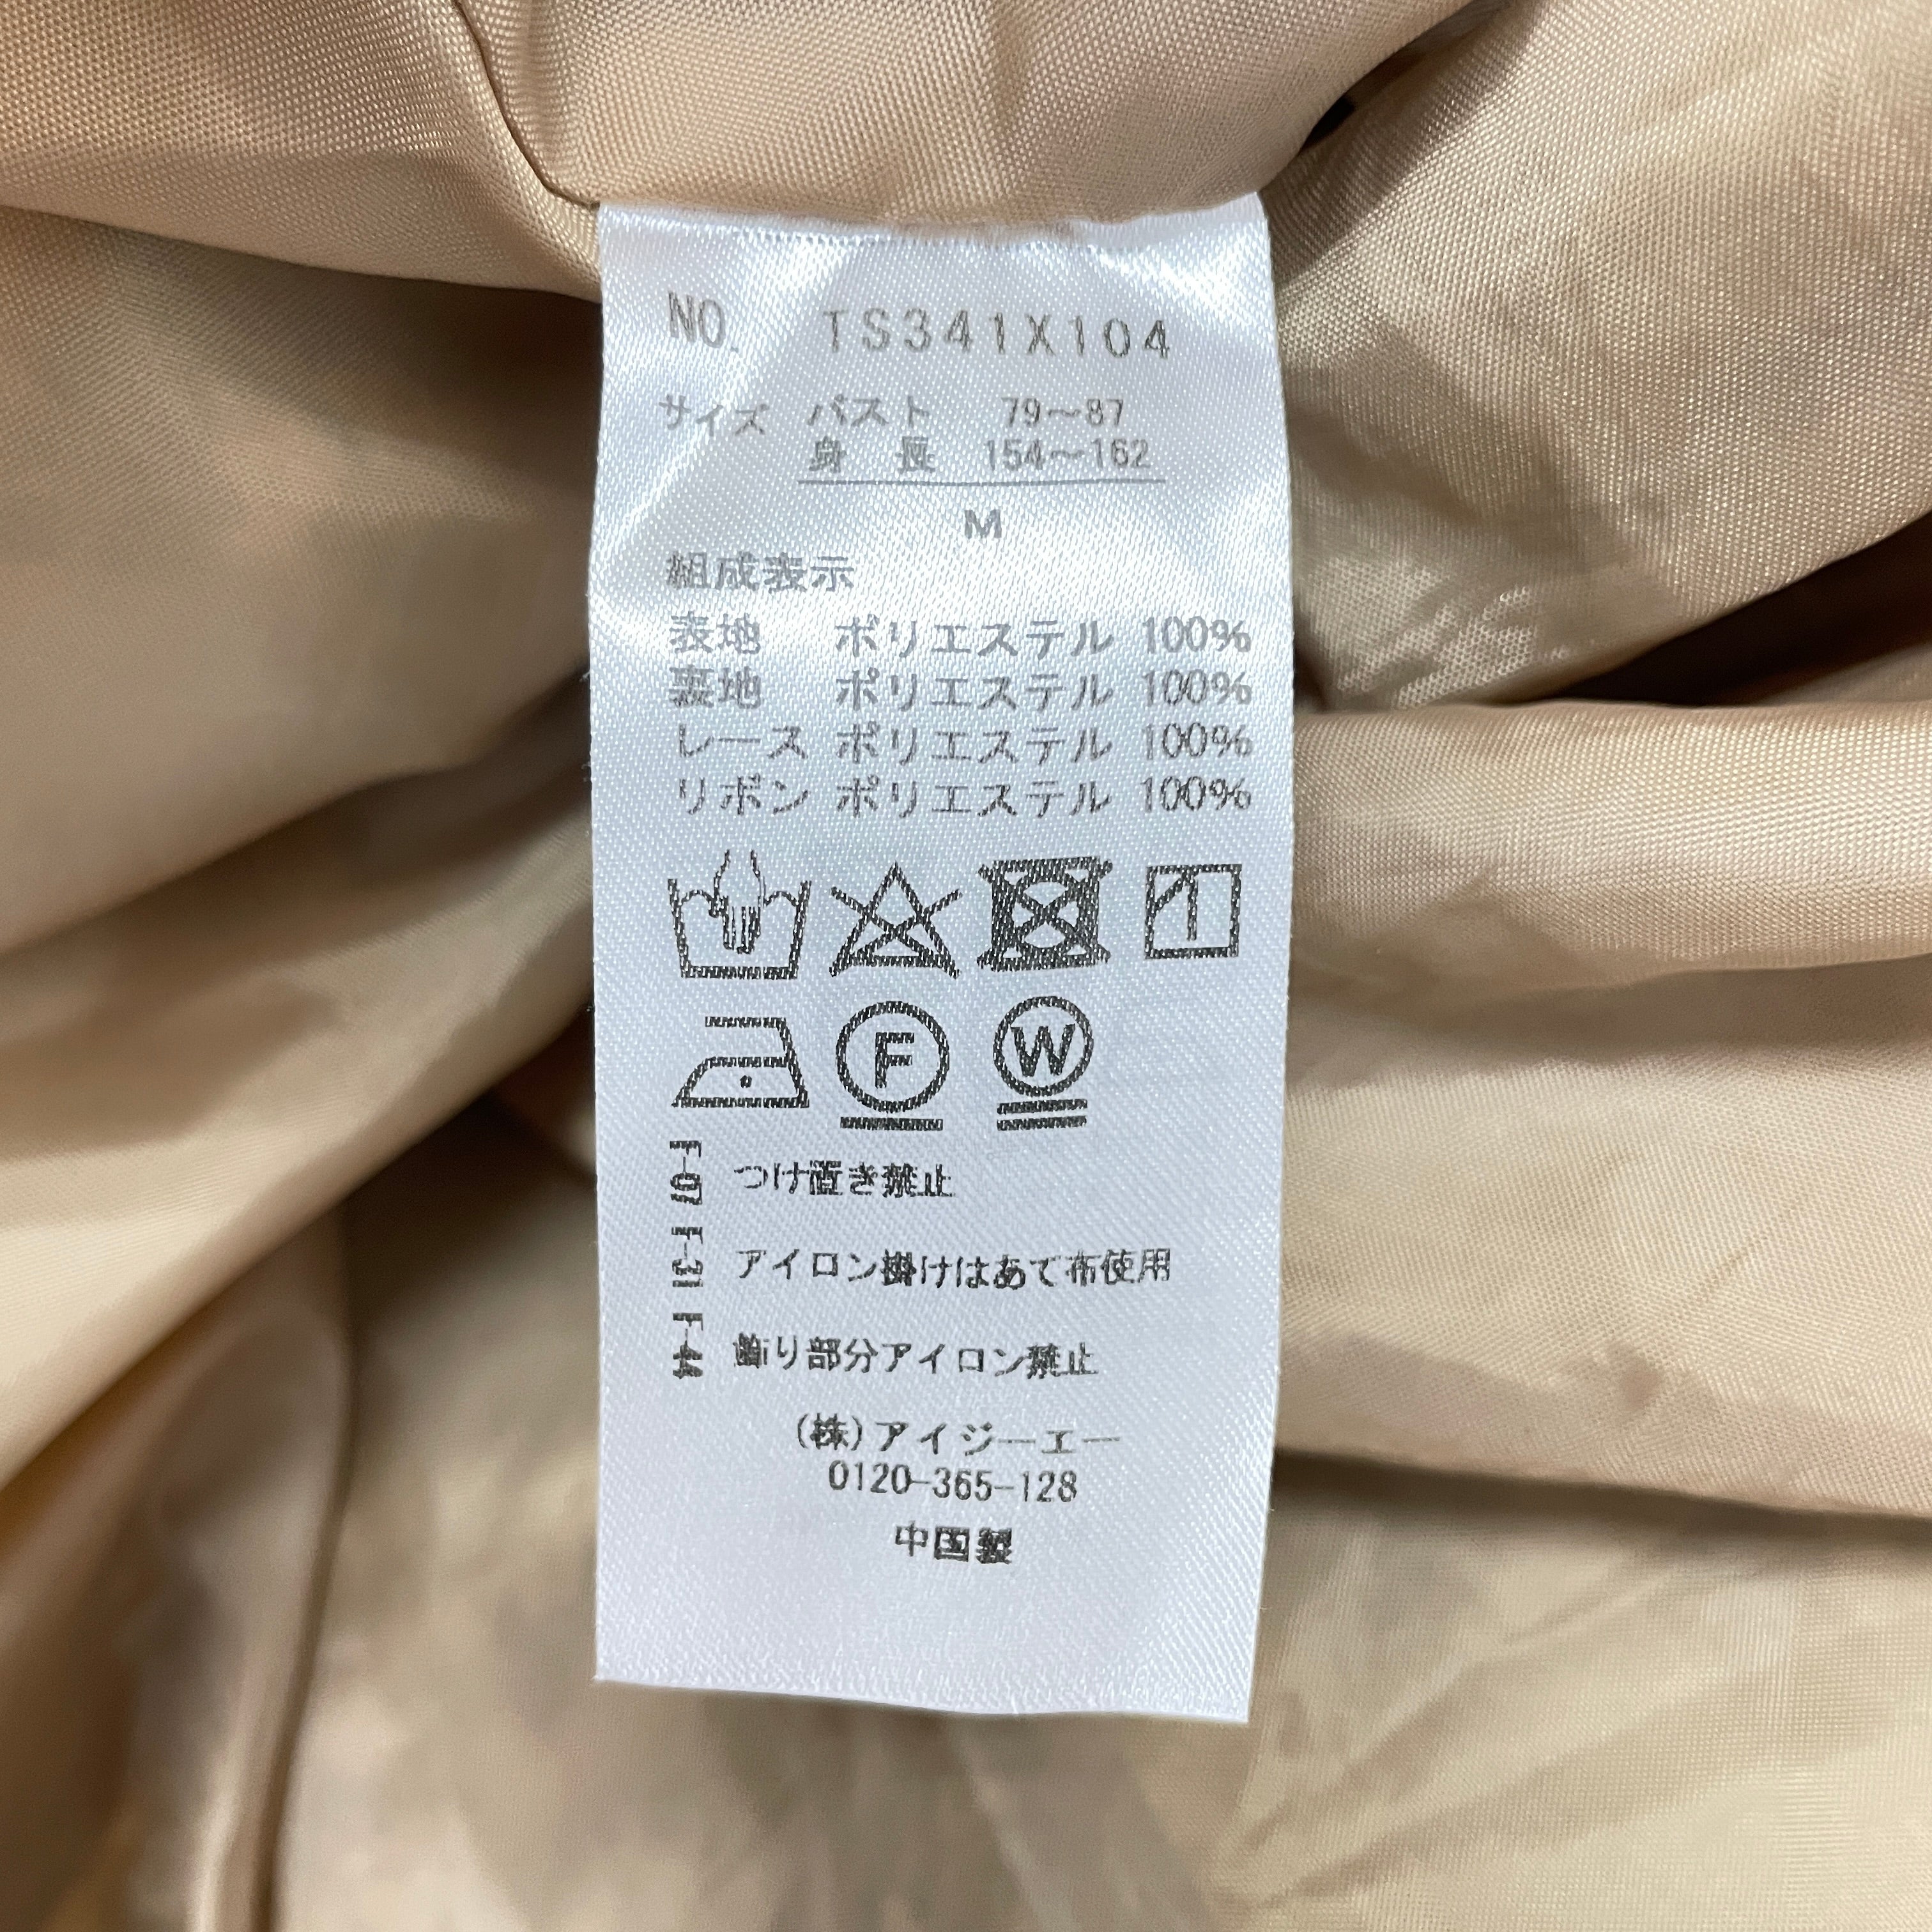 NO. TS341X104
サイズ バスト 79~87
身長 154~162
M
組成表示
表地 ポリエステル 100%
裏地 ポリエステル 100%
レース ポリエステル 100%
リボン ポリエステル 100%
F
W
F-07 つけ置き禁止
F-31 アイロン掛けはあて布使用
F-44 飾り部分アイロン禁止
(株)アイジーエー
0120-365-128
中国製